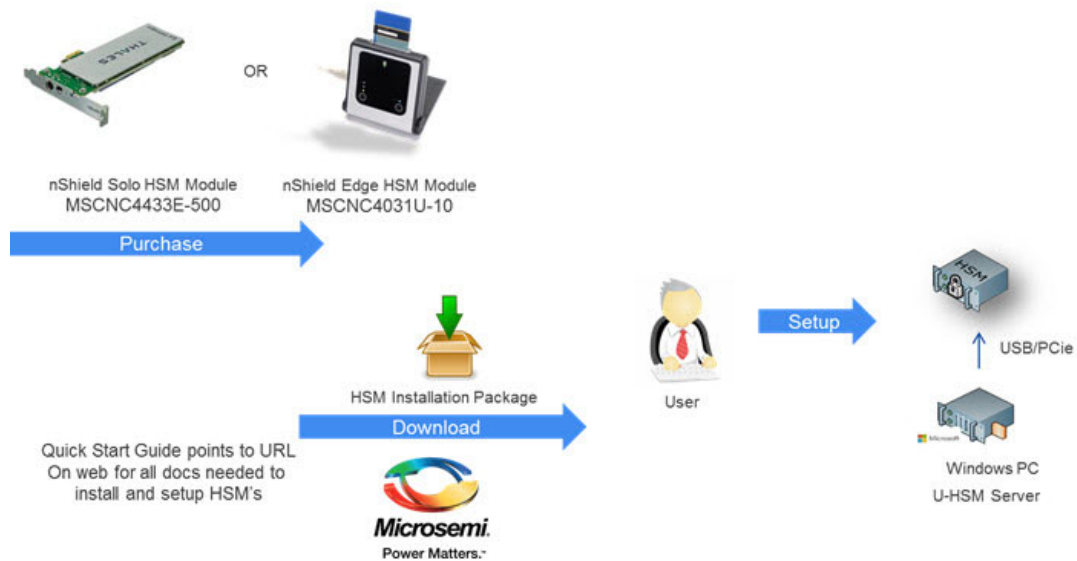 THALES
OR
nShield Solo HSM Module
MSCNC4433E-500
nShield Edge HSM Module
MSCNC4031U-10
Purchase
HSM Installation Package
Download
Quick Start Guide points to URL
On web for all docs needed to
install and setup HSM's
Microsemi.
Power Matters.™
User
Setup
HSM
USB/PCie
Microsoft
Windows PC
U-HSM Server